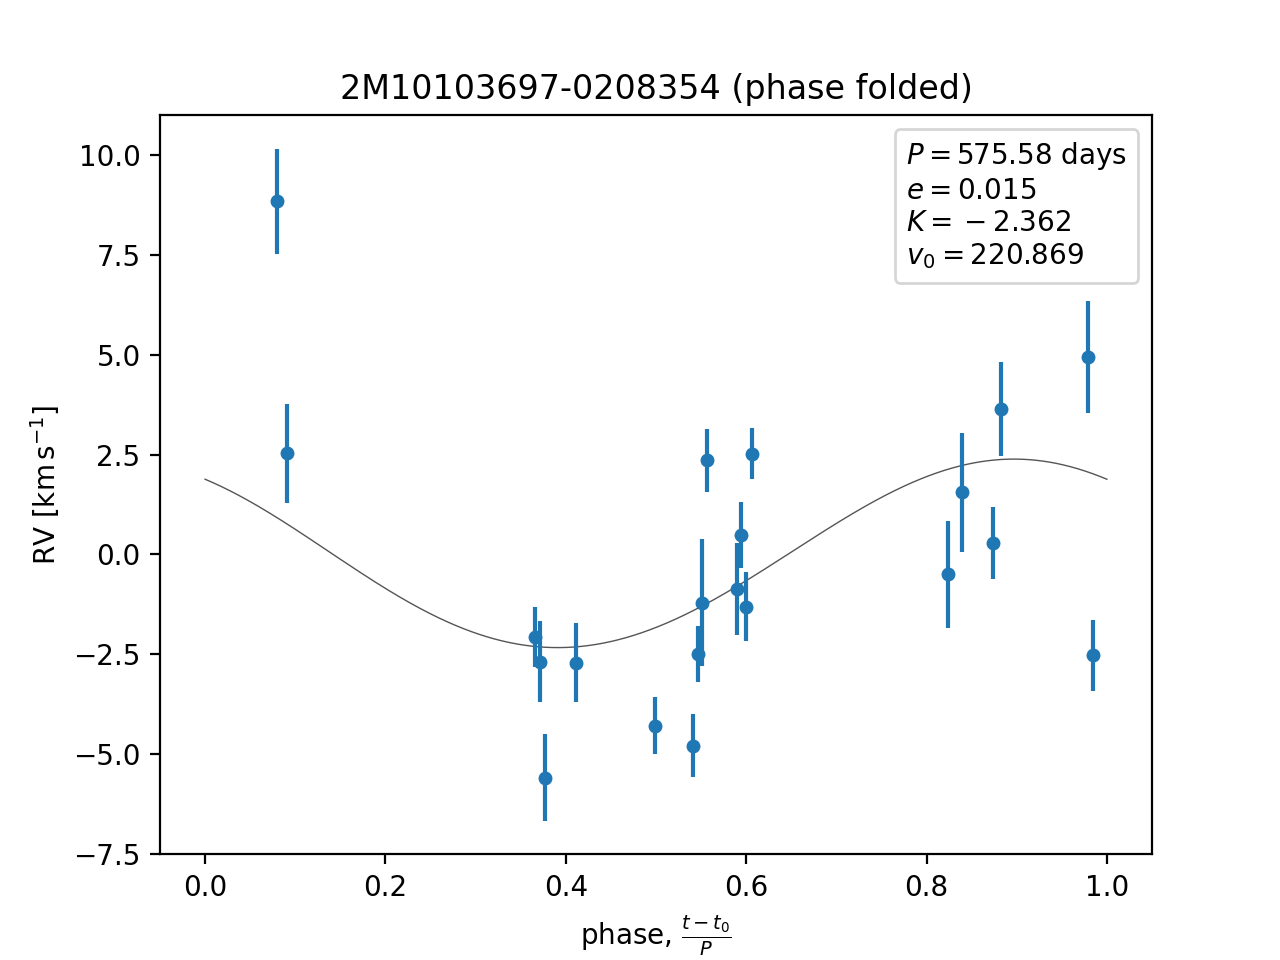 2M10103697-0208354 (phase folded)
P = 575.58 days
e = 0.015
K = −2.362
v₀ = 220.869
10.0
7.5
5.0
2.5
0.0
−2.5
−5.0
−7.5
RV [km s⁻¹]
0.0 0.2 0.4 0.6 0.8 1.0
phase, (t − t₀)/P